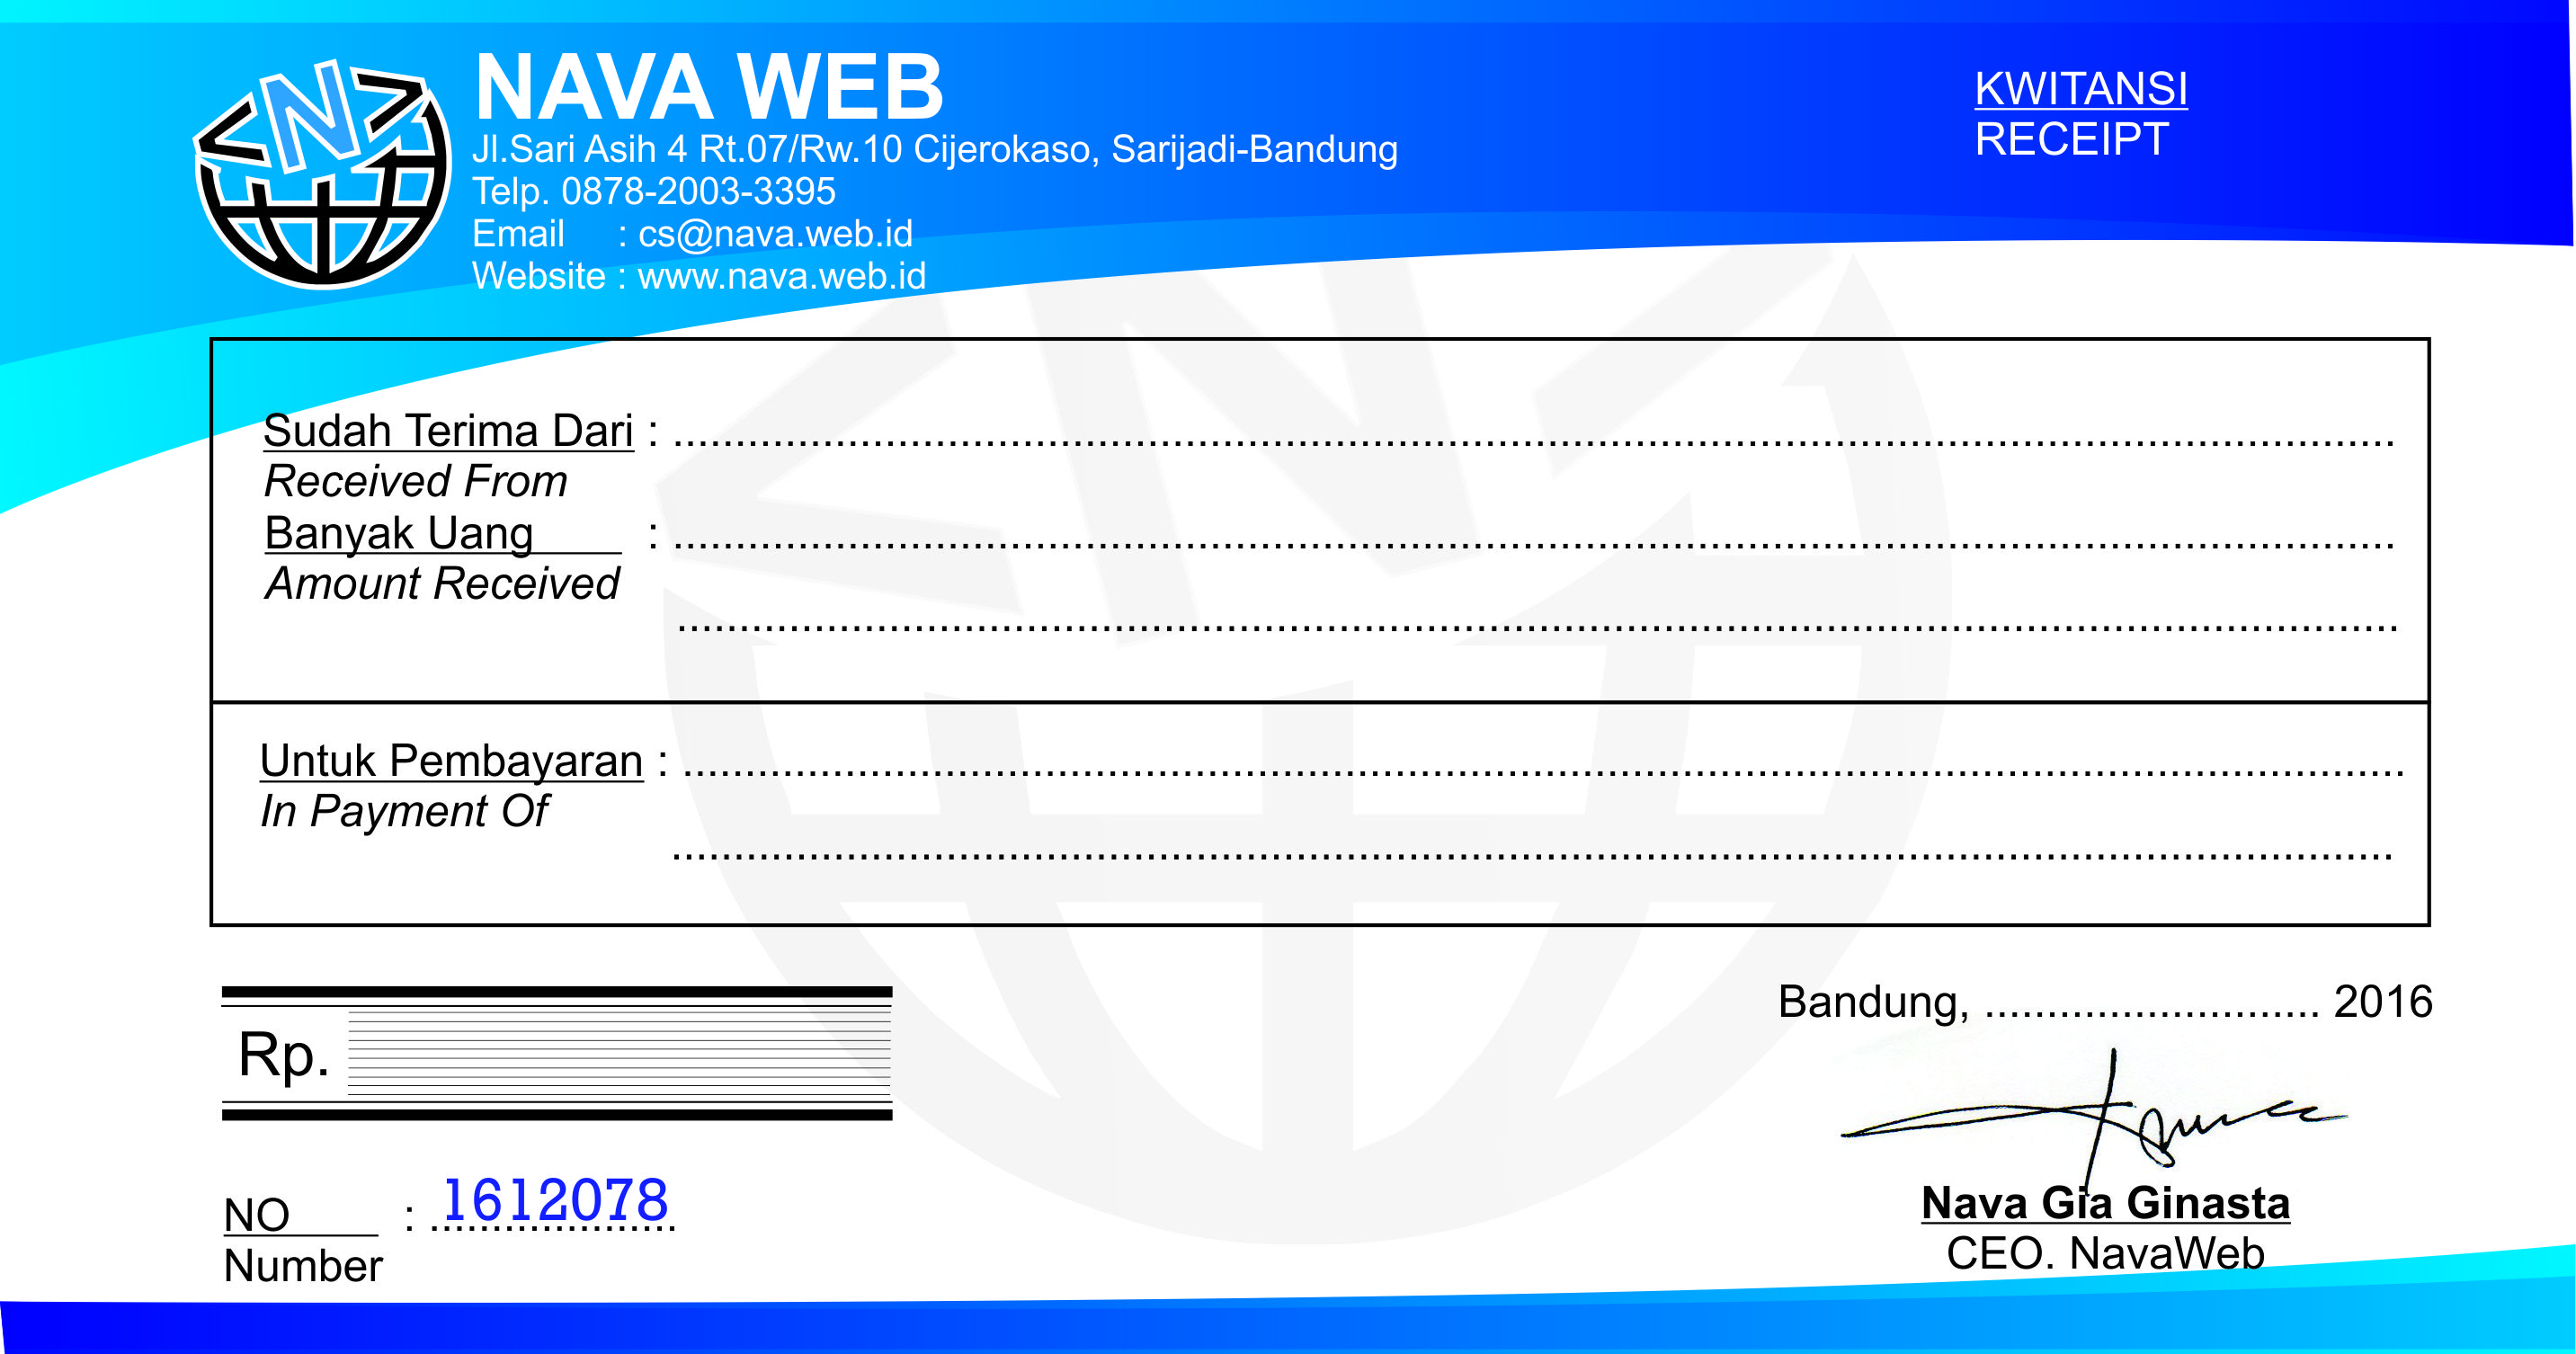 NAVA WEB
Jl.Sari Asih 4 Rt.07/Rw.10 Cijerokaso, Sarijadi-Bandung
Telp. 0878-2003-3395
Email : cs@nava.web.id
Website : www.nava.web.id
KWITANSI
RECEIPT
Sudah Terima Dari :
Received From
Banyak Uang :
Amount Received
Untuk Pembayaran :
In Payment Of
Rp.
NO : 1612078
Number
Bandung, ........................... 2016
Nava Gia Ginasta
CEO. NavaWeb